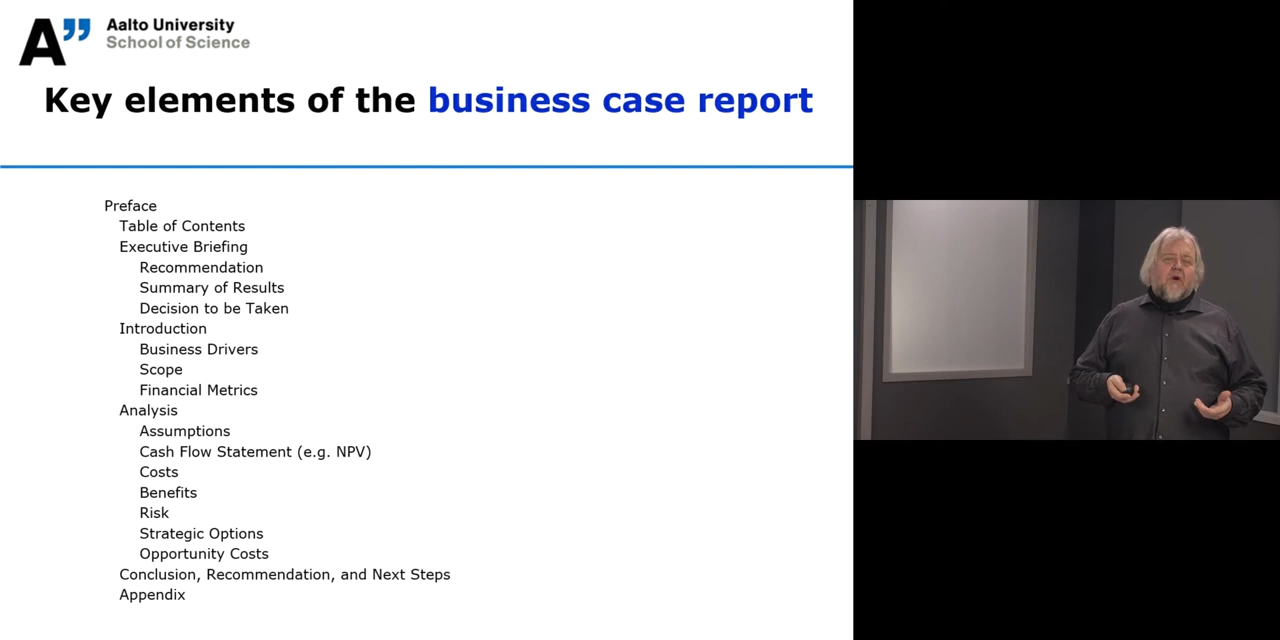 A”
Aalto University
School of Science
Key elements of the business case report
Preface
Table of Contents
Executive Briefing
Recommendation
Summary of Results
Decision to be Taken
Introduction
Business Drivers
Scope
Financial Metrics
Analysis
Assumptions
Cash Flow Statement (e.g. NPV)
Costs
Benefits
Risk
Strategic Options
Opportunity Costs
Conclusion, Recommendation, and Next Steps
Appendix